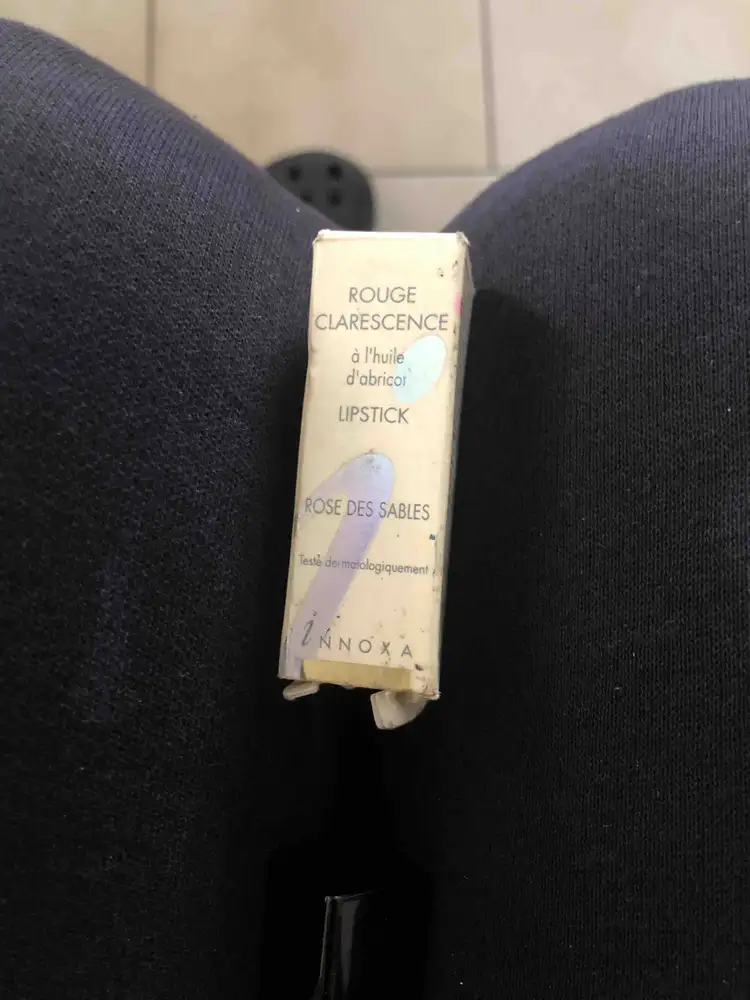 ROUGE
CLARESCENCE
à l'huile
d'abricot
LIPSTICK
ROSE DES SABLES
Testé dermatologiquement
iNNOXA